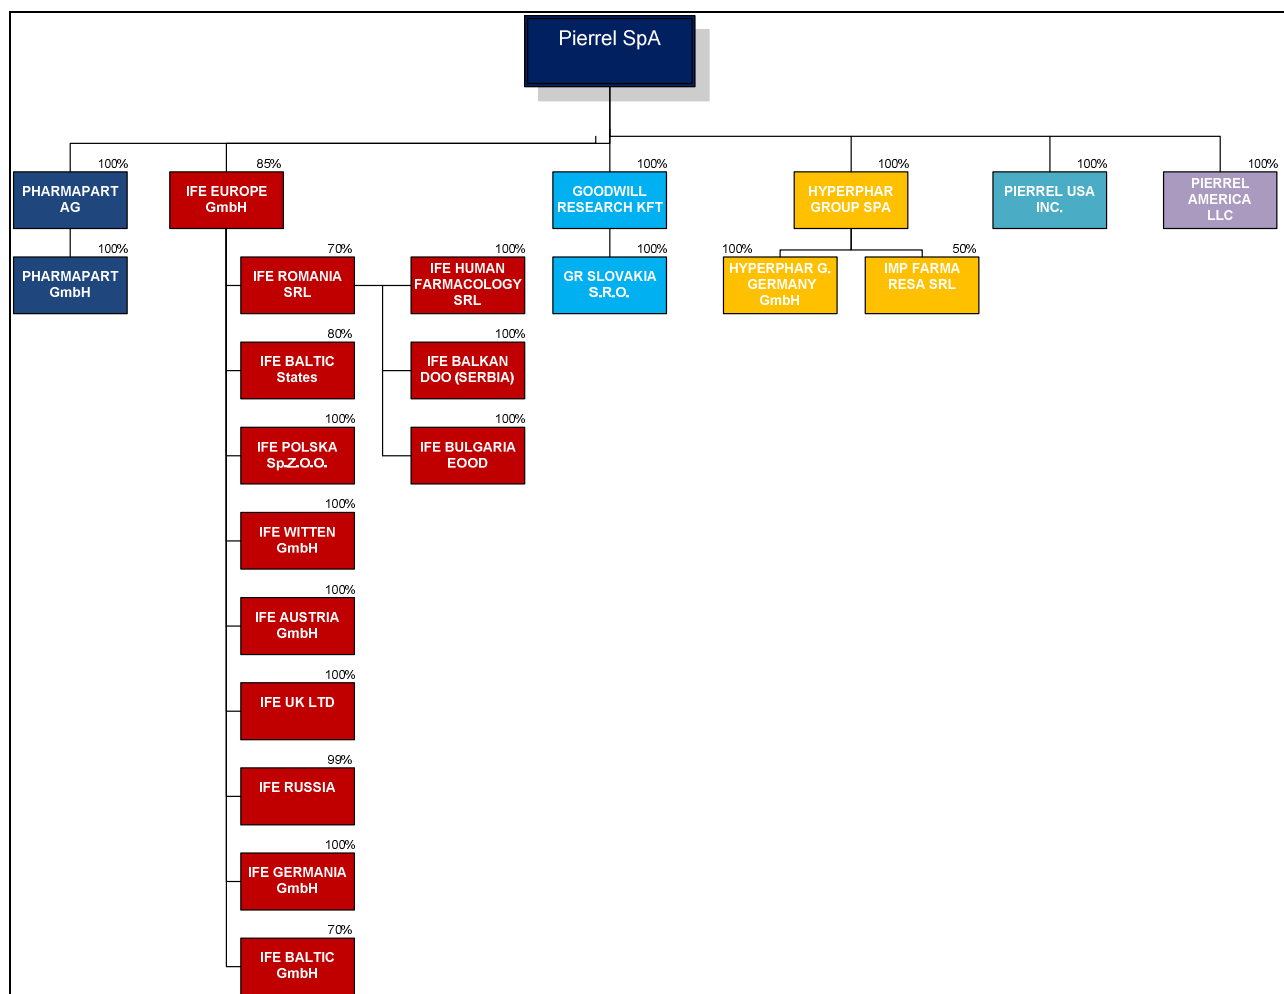 Pierrel SpA
100%
85%
100%
100%
100%
100%
PHARMAPART
AG
IFE EUROPE
GmbH
GOODWILL
RESEARCH KFT
HYPERPHAR
GROUP SPA
PIERREL USA
INC.
PIERREL
AMERICA
LLC
100%
70%
100%
100%
100%
50%
PHARMAPART
GmbH
IFE ROMANIA
SRL
IFE HUMAN
FARMACOLOGY
SRL
GR SLOVAKIA
S.R.O.
HYPERPHAR G.
GERMANY
GmbH
IMP FARMA
RESA SRL
80%
100%
IFE BALTIC
States
IFE BALKAN
DOO (SERBIA)
100%
100%
IFE POLSKA
Sp.Z.O.O.
IFE BULGARIA
EOOD
100%
IFE WITTEN
GmbH
100%
IFE AUSTRIA
GmbH
100%
IFE UK LTD
99%
IFE RUSSIA
100%
IFE GERMANIA
GmbH
70%
IFE BALTIC
GmbH